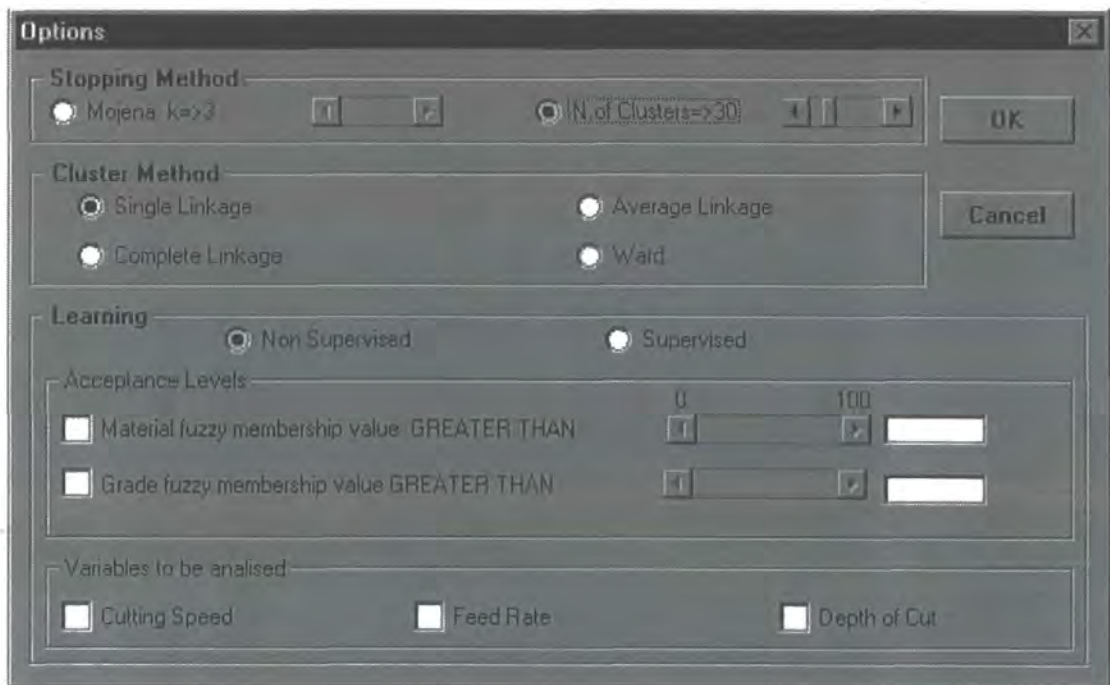 Options
Stopping Method
Mojena k=>3
N.of Clusters=>30
OK
Cluster Method
Single Linkage
Average Linkage
Cancel
Complete Linkage
Ward
Learning
Non Supervised
Supervised
Acceptance Levels
0 100
Material fuzzy membership value GREATER THAN
Grade fuzzy membership value GREATER THAN
Variables to be analised
Cutting Speed
Feed Rate
Depth of Cut